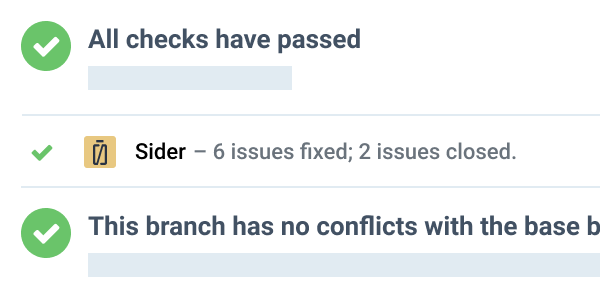 All checks have passed
Sider – 6 issues fixed; 2 issues closed.
This branch has no conflicts with the base b